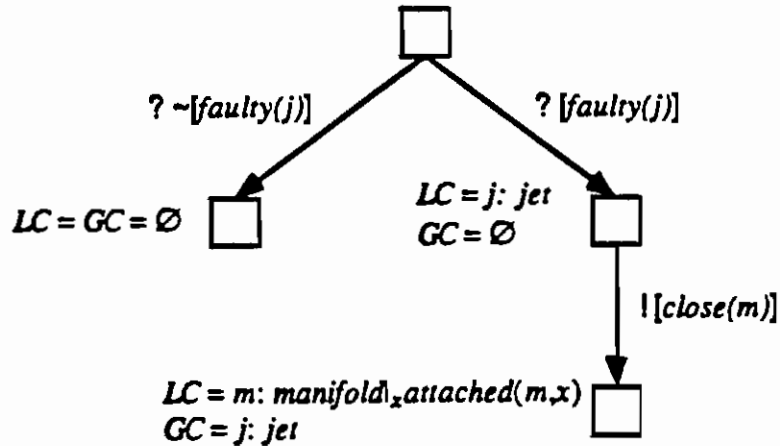 ? ~[faulty(j)]
? [faulty(j)]
LC = GC = Ø
LC = j: jet
GC = Ø
! [close(m)]
LC = m: manifold|ₓattached(m,x)
GC = j: jet